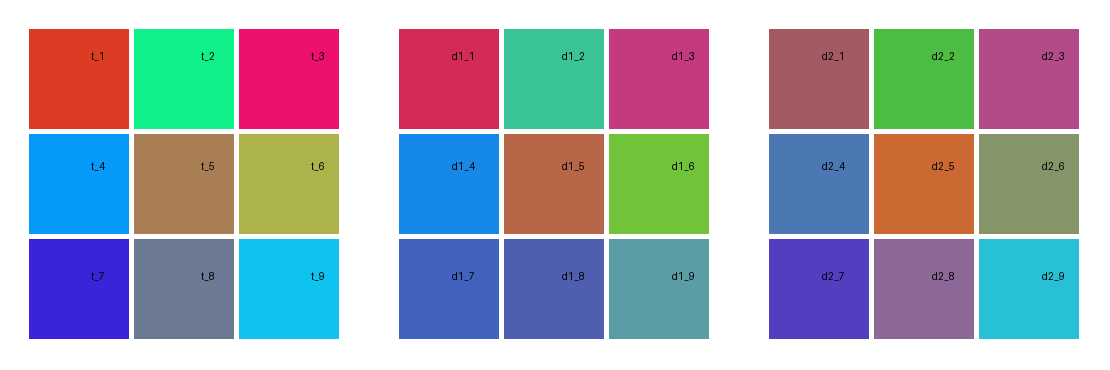 t_1 t_2 t_3 d1_1 d1_2 d1_3 d2_1 d2_2 d2_3
t_4 t_5 t_6 d1_4 d1_5 d1_6 d2_4 d2_5 d2_6
t_7 t_8 t_9 d1_7 d1_8 d1_9 d2_7 d2_8 d2_9